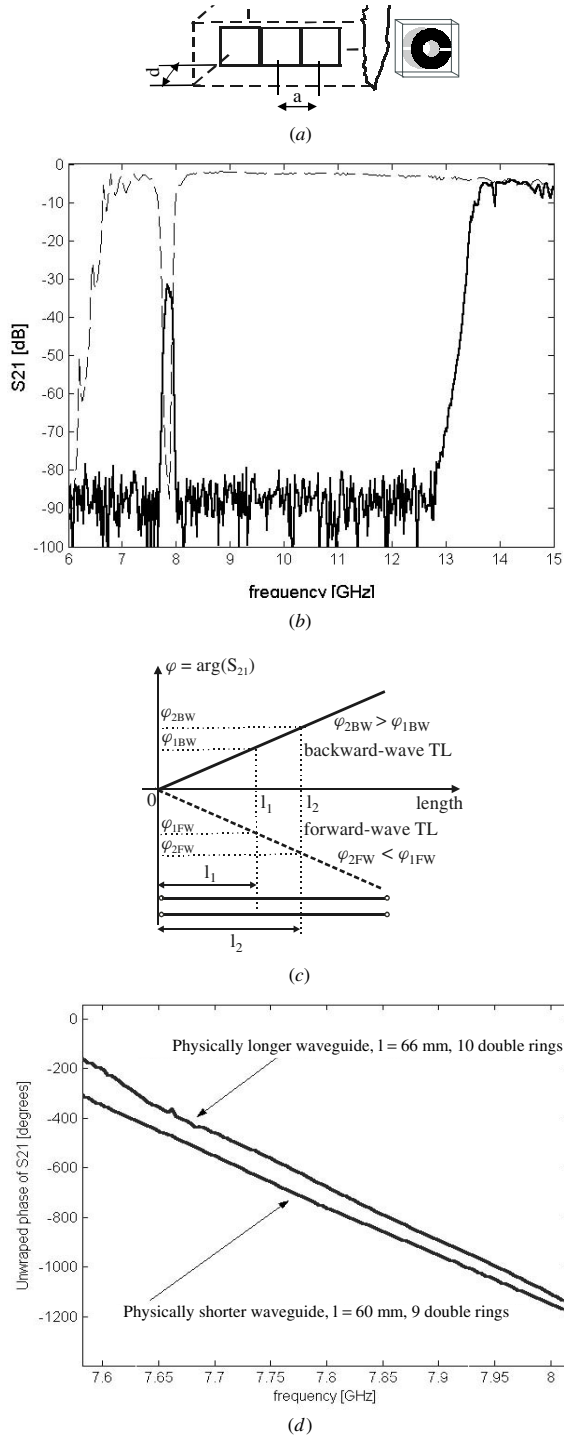 d
a
(a)
0
-10
-20
-30
-40
-50
-60
-70
-80
-90
-100
S21 [dB]
6 7 8 9 10 11 12 13 14 15
frequency [GHz]
(b)
φ = arg(S21)
φ2BW
φ1BW
φ2BW > φ1BW
backward-wave TL
0
l1
l2
length
φ1FW
φ2FW
forward-wave TL
φ2FW < φ1FW
l1
l2
(c)
0
-200
-400
-600
-800
-1000
-1200
Unwraped phase of S21 [degrees]
Physically longer waveguide, l = 66 mm, 10 double rings
Physically shorter waveguide, l = 60 mm, 9 double rings
7.6 7.65 7.7 7.75 7.8 7.85 7.9 7.95 8
frequency [GHz]
(d)